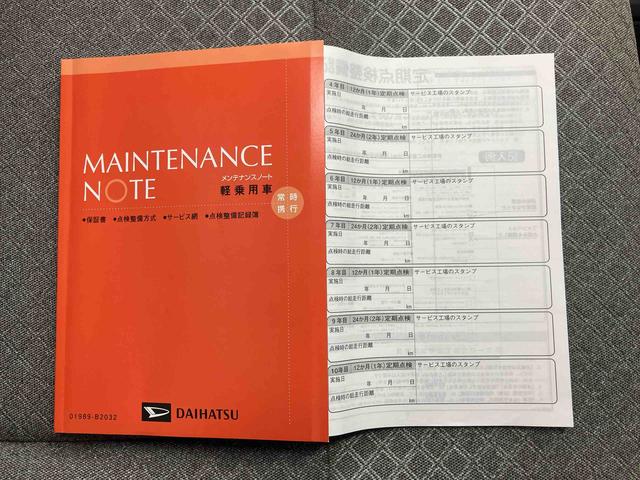 MAINTENANCE
NOTE
メンテナンスノート
軽乗用車
常時
携行
●保証書 ●点検整備方式 ●サービス網 ●点検整備記録簿
01989-B2032
DAIHATSU
4年目 12か月(1年)定期点検 サービス工場のスタンプ
実施日
年 月 日
点検時の総走行距離
km
5年目 24か月(2年)定期点検 サービス工場のスタンプ
実施日
年 月 日
点検時の総走行距離
km
6年目 12か月(1年)定期点検 サービス工場のスタンプ
実施日
年 月 日
点検時の総走行距離
km
7年目 24か月(2年)定期点検 サービス工場のスタンプ
実施日
年 月 日
点検時の総走行距離
km
8年目 12か月(1年)定期点検 サービス工場のスタンプ
実施日
年 月 日
点検時の総走行距離
km
9年目 24か月(2年)定期点検 サービス工場のスタンプ
実施日
年 月 日
点検時の総走行距離
km
10年目 12か月(1年)定期点検 サービス工場のスタンプ
実施日
年 月 日
点検時の総走行距離
km